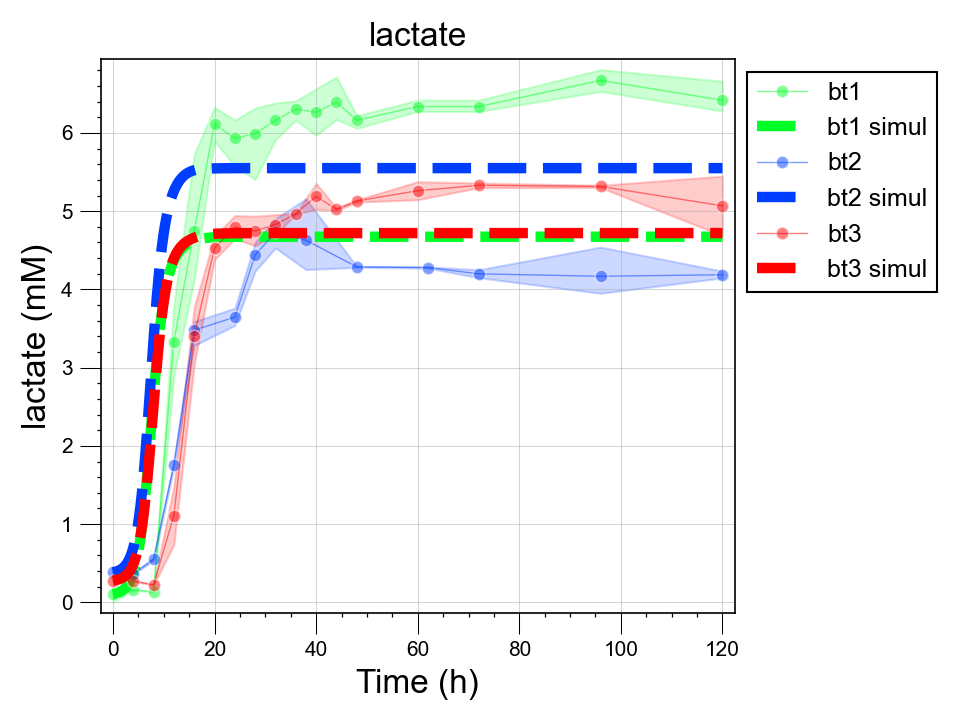 lactate
lactate (mM)
6
5
4
3
2
1
0
0 20 40 60 80 100 120
Time (h)
bt1
bt1 simul
bt2
bt2 simul
bt3
bt3 simul